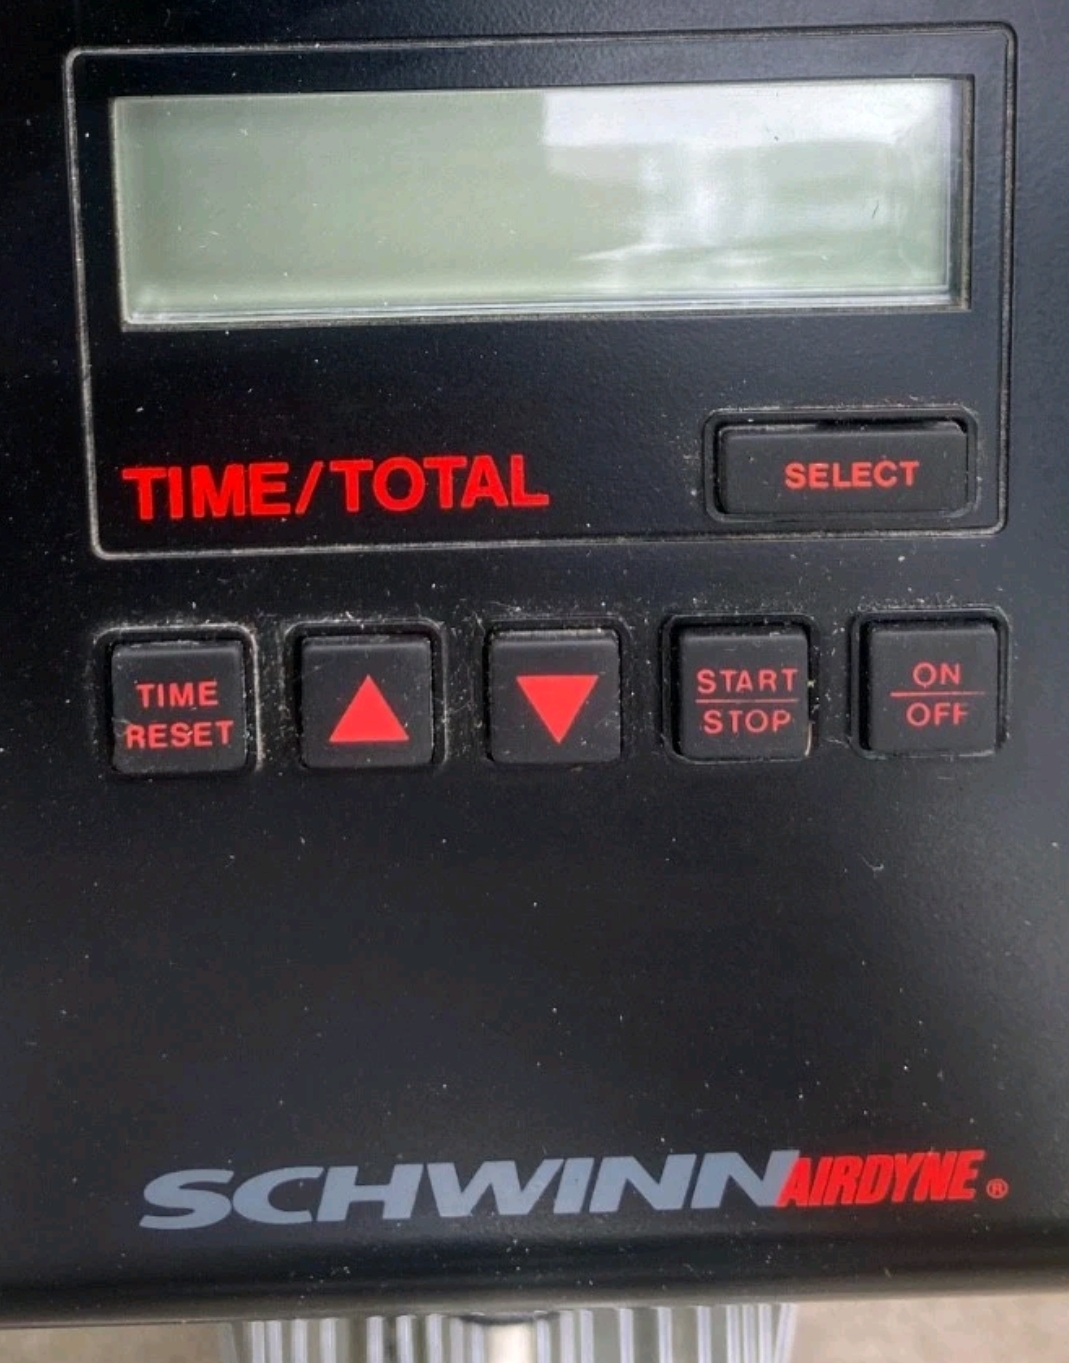 TIME/TOTAL
SELECT
TIME
RESET
START
STOP
ON
OFF
SCHWINN AIRDYNE®